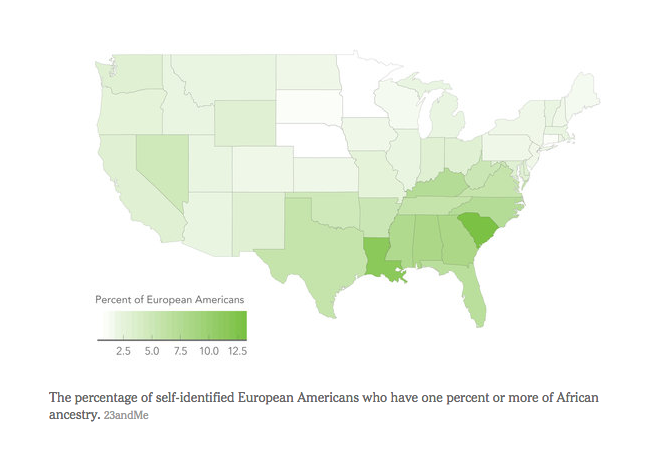 Percent of European Americans
2.5 5.0 7.5 10.0 12.5
The percentage of self-identified European Americans who have one percent or more of African
ancestry. 23andMe